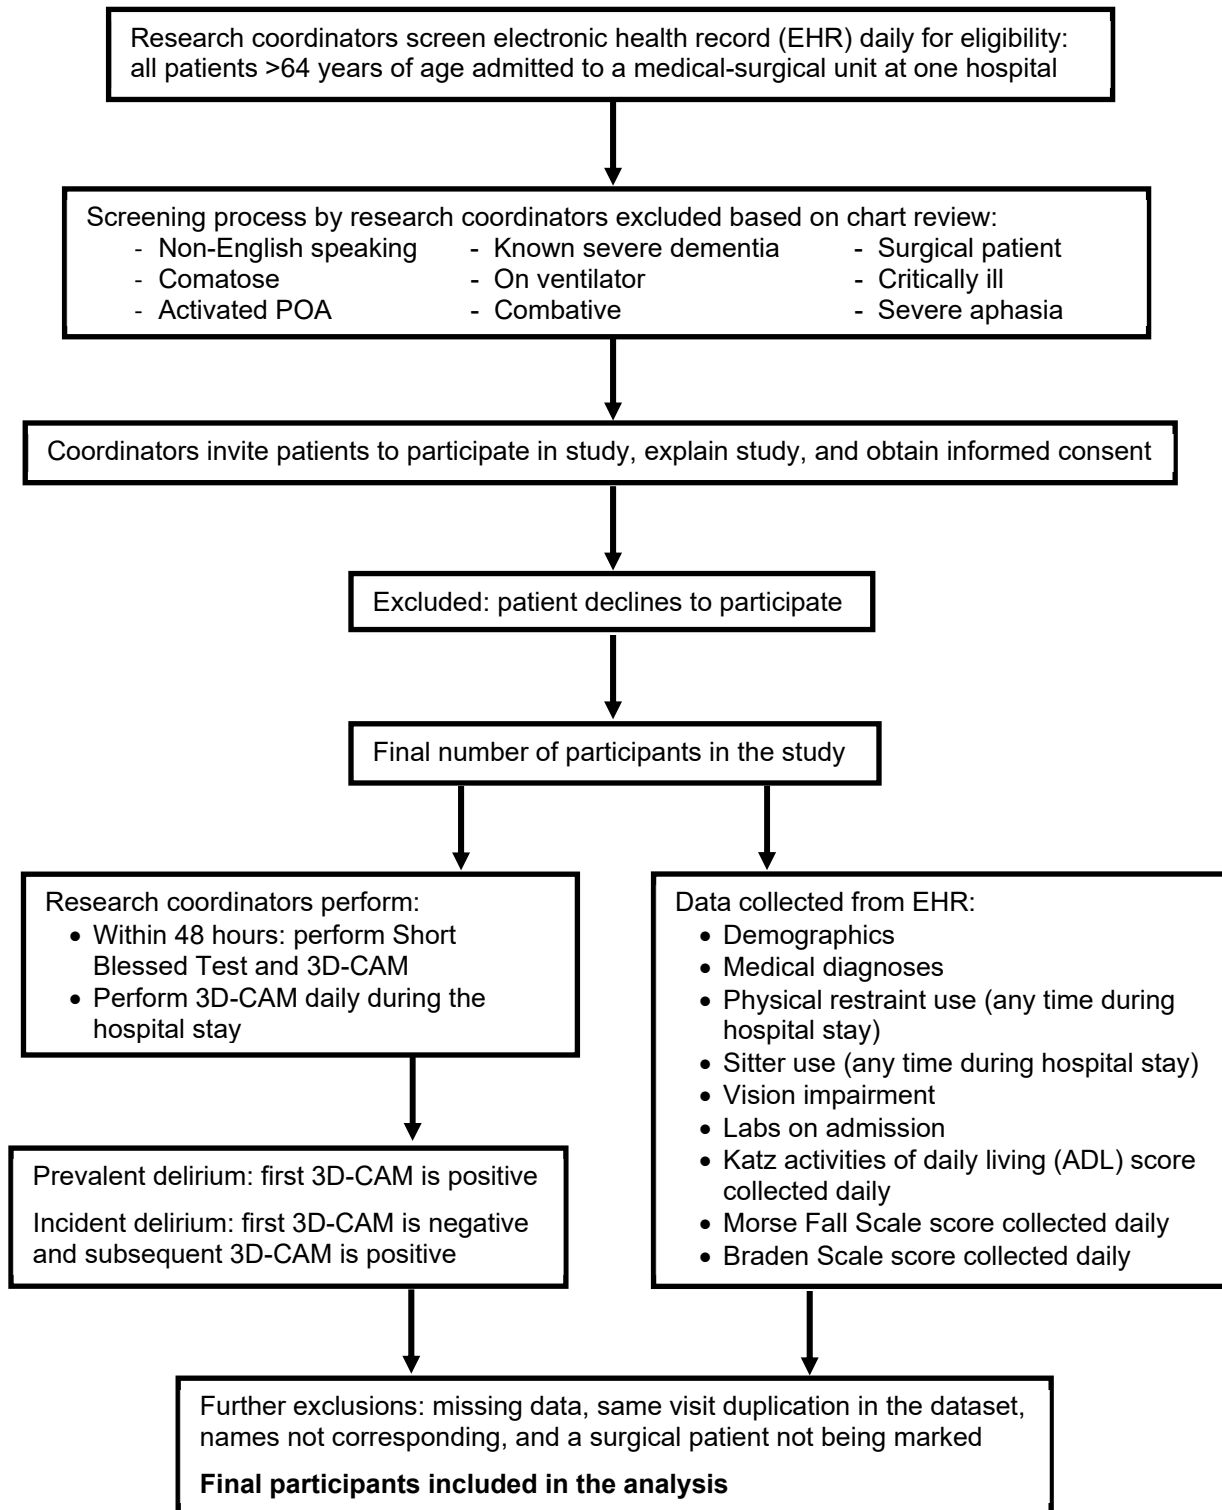 Research coordinators screen electronic health record (EHR) daily for eligibility:
all patients >64 years of age admitted to a medical-surgical unit at one hospital
Screening process by research coordinators excluded based on chart review:
- Non-English speaking - Known severe dementia - Surgical patient
- Comatose - On ventilator - Critically ill
- Activated POA - Combative - Severe aphasia
Coordinators invite patients to participate in study, explain study, and obtain informed consent
Excluded: patient declines to participate
Final number of participants in the study
Research coordinators perform:
• Within 48 hours: perform Short
Blessed Test and 3D-CAM
• Perform 3D-CAM daily during the
hospital stay
Prevalent delirium: first 3D-CAM is positive
Incident delirium: first 3D-CAM is negative
and subsequent 3D-CAM is positive
Data collected from EHR:
• Demographics
• Medical diagnoses
• Physical restraint use (any time during
hospital stay)
• Sitter use (any time during hospital stay)
• Vision impairment
• Labs on admission
• Katz activities of daily living (ADL) score
collected daily
• Morse Fall Scale score collected daily
• Braden Scale score collected daily
Further exclusions: missing data, same visit duplication in the dataset,
names not corresponding, and a surgical patient not being marked
Final participants included in the analysis